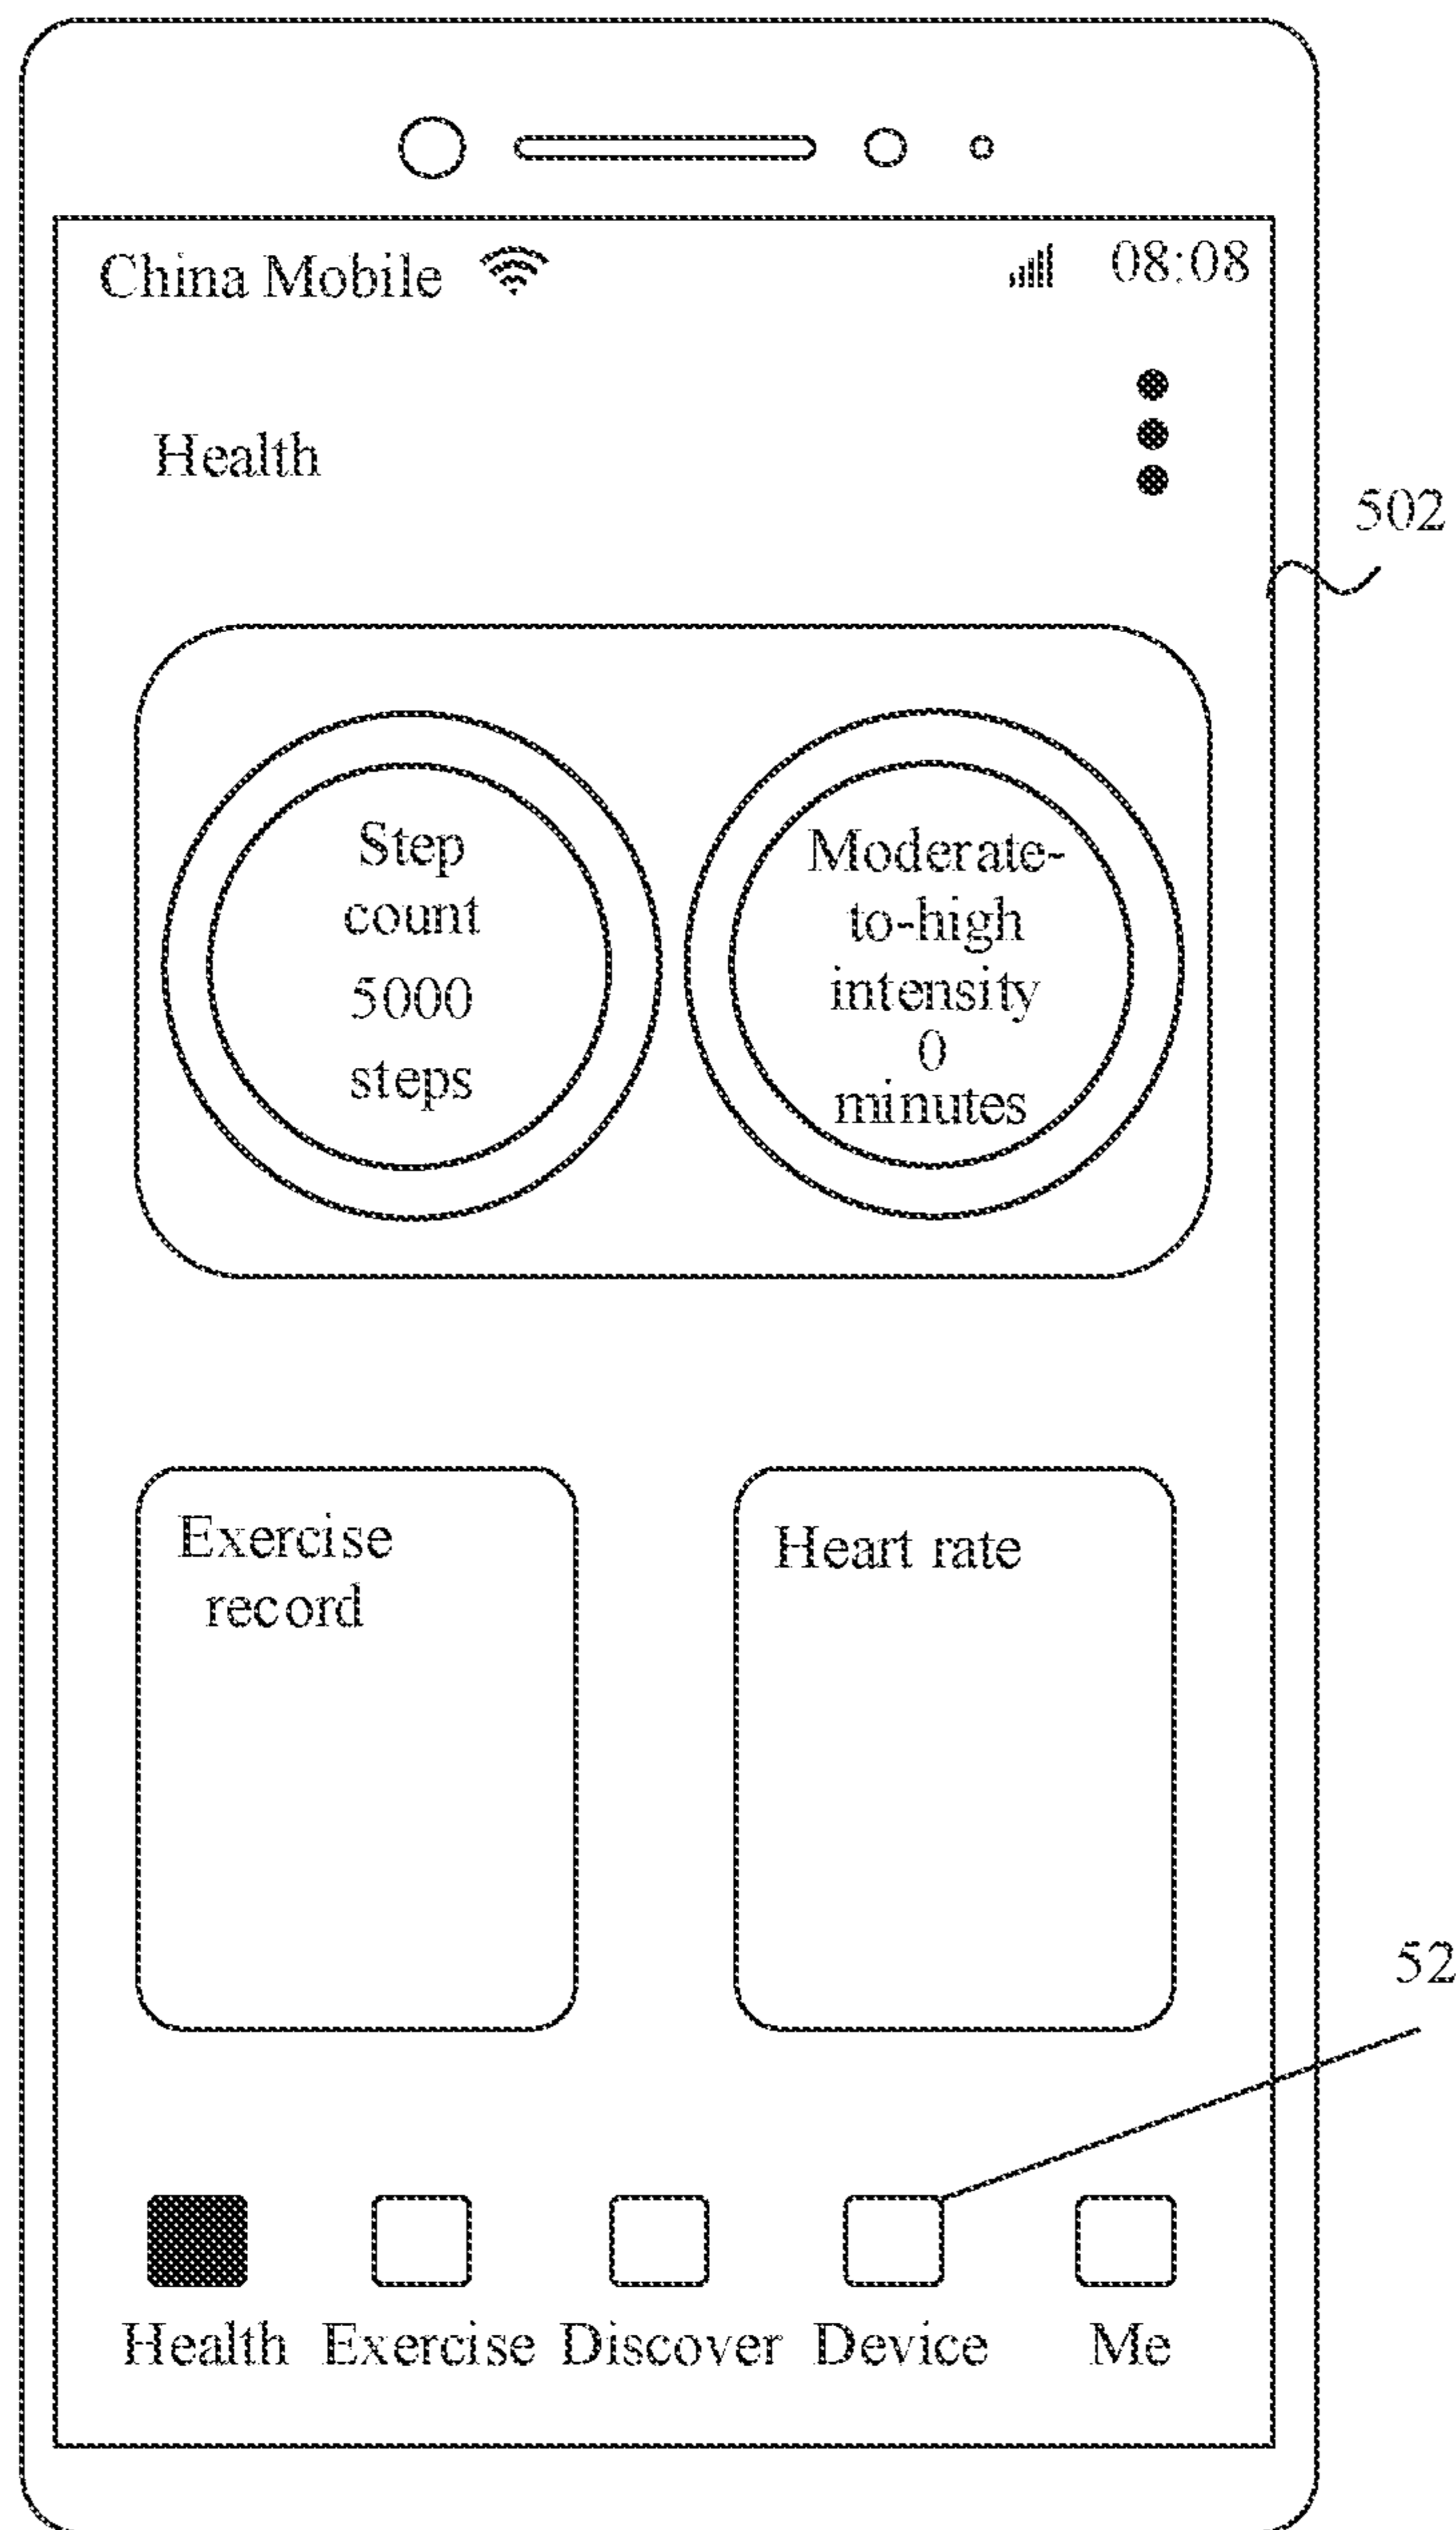 China Mobile 08:08
Health
502
Step
count
5000
steps
Moderate-
to-high
intensity
0
minutes
Exercise
record
Heart rate
52
Health Exercise Discover Device Me